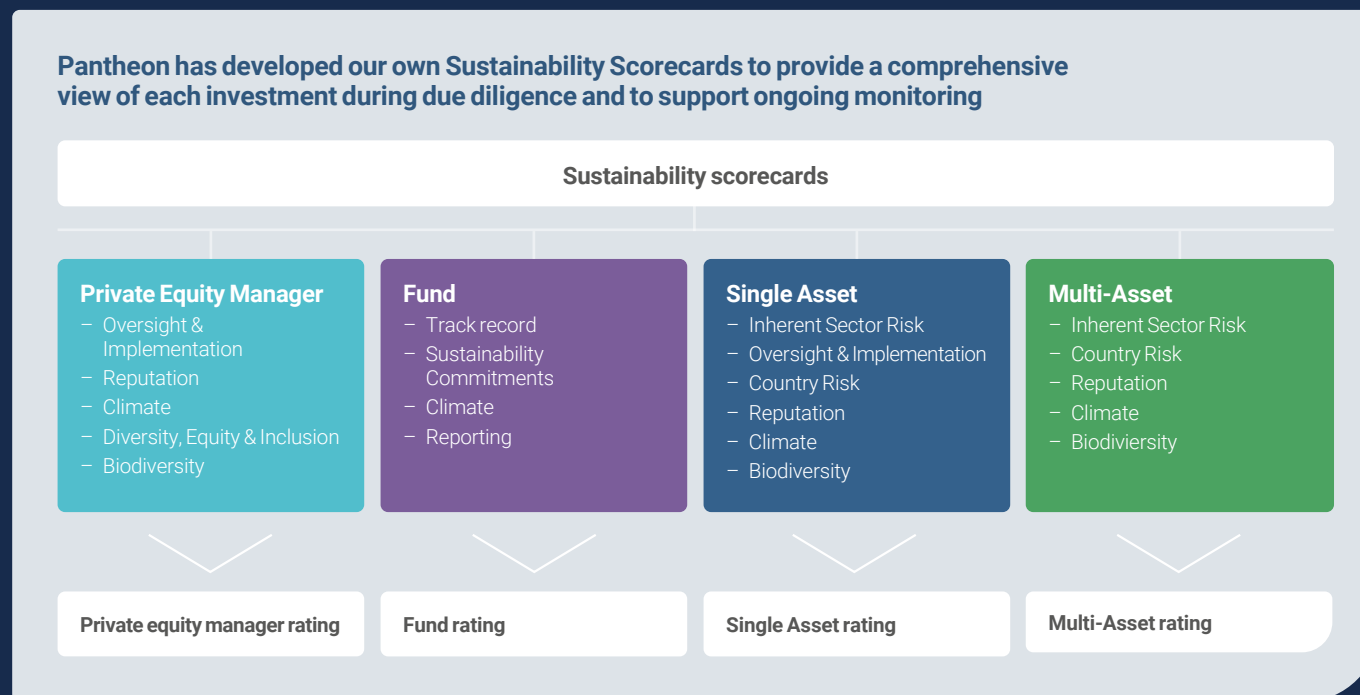 Pantheon has developed our own Sustainability Scorecards to provide a comprehensive
view of each investment during due diligence and to support ongoing monitoring
Sustainability scorecards
Private Equity Manager
– Oversight &
Implementation
– Reputation
– Climate
– Diversity, Equity & Inclusion
– Biodiversity
Fund
– Track record
– Sustainability
Commitments
– Climate
– Reporting
Single Asset
– Inherent Sector Risk
– Oversight & Implementation
– Country Risk
– Reputation
– Climate
– Biodiversity
Multi-Asset
– Inherent Sector Risk
– Country Risk
– Reputation
– Climate
– Biodiviersity
Private equity manager rating
Fund rating
Single Asset rating
Multi-Asset rating